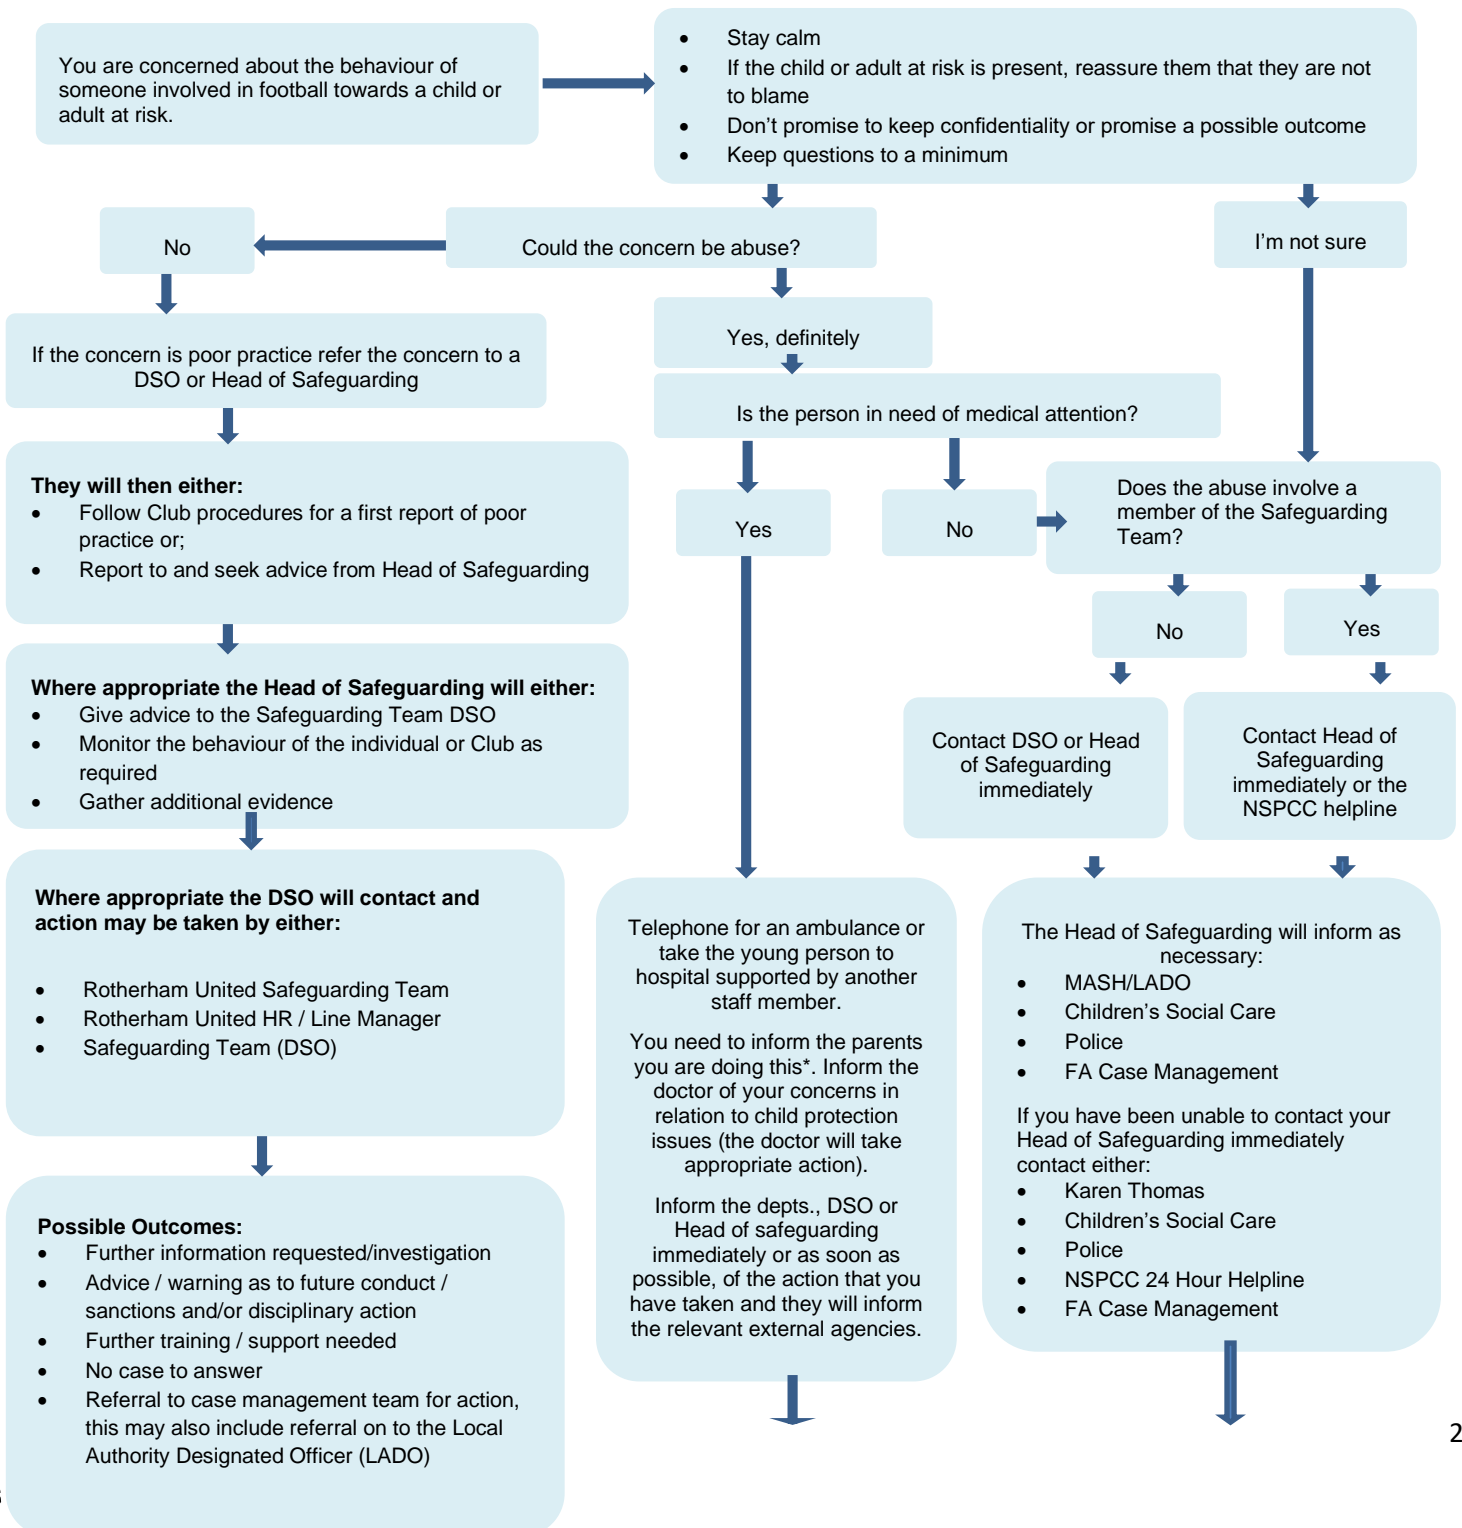 You are concerned about the behaviour of
someone involved in football towards a child or
adult at risk.
• Stay calm
• If the child or adult at risk is present, reassure them that they are not
to blame
• Don’t promise to keep confidentiality or promise a possible outcome
• Keep questions to a minimum
No
Could the concern be abuse?
I’m not sure
Yes, definitely
If the concern is poor practice refer the concern to a
DSO or Head of Safeguarding
Is the person in need of medical attention?
They will then either:
• Follow Club procedures for a first report of poor
practice or;
• Report to and seek advice from Head of Safeguarding
Yes
No
Does the abuse involve a
member of the Safeguarding
Team?
No
Yes
Where appropriate the Head of Safeguarding will either:
• Give advice to the Safeguarding Team DSO
• Monitor the behaviour of the individual or Club as
required
• Gather additional evidence
Contact DSO or Head
of Safeguarding
immediately
Contact Head of
Safeguarding
immediately or the
NSPCC helpline
Where appropriate the DSO will contact and
action may be taken by either:
• Rotherham United Safeguarding Team
• Rotherham United HR / Line Manager
• Safeguarding Team (DSO)
Telephone for an ambulance or
take the young person to
hospital supported by another
staff member.
You need to inform the parents
you are doing this*. Inform the
doctor of your concerns in
relation to child protection
issues (the doctor will take
appropriate action).
Inform the depts., DSO or
Head of safeguarding
immediately or as soon as
possible, of the action that you
have taken and they will inform
the relevant external agencies.
The Head of Safeguarding will inform as
necessary:
• MASH/LADO
• Children’s Social Care
• Police
• FA Case Management
If you have been unable to contact your
Head of Safeguarding immediately
contact either:
• Karen Thomas
• Children’s Social Care
• Police
• NSPCC 24 Hour Helpline
• FA Case Management
Possible Outcomes:
• Further information requested/investigation
• Advice / warning as to future conduct /
sanctions and/or disciplinary action
• Further training / support needed
• No case to answer
• Referral to case management team for action,
this may also include referral on to the Local
Authority Designated Officer (LADO)
2